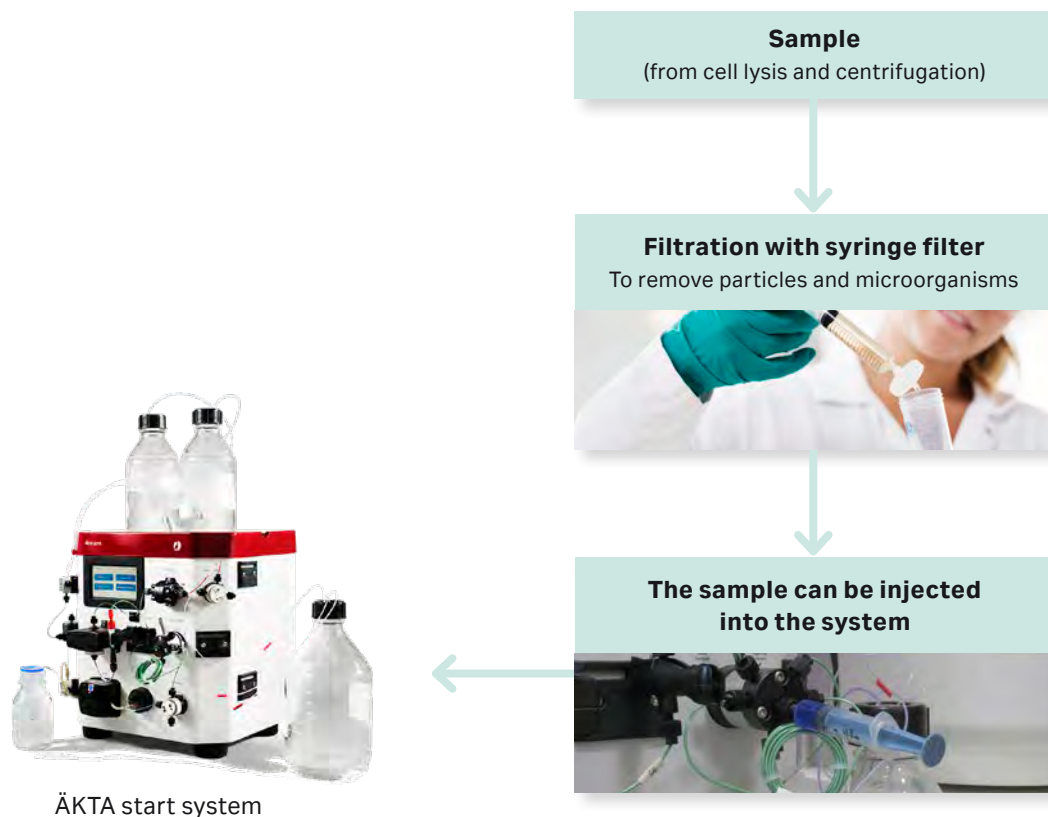 Sample
(from cell lysis and centrifugation)
Filtration with syringe filter
To remove particles and microorganisms
The sample can be injected
into the system
ÄKTA start system